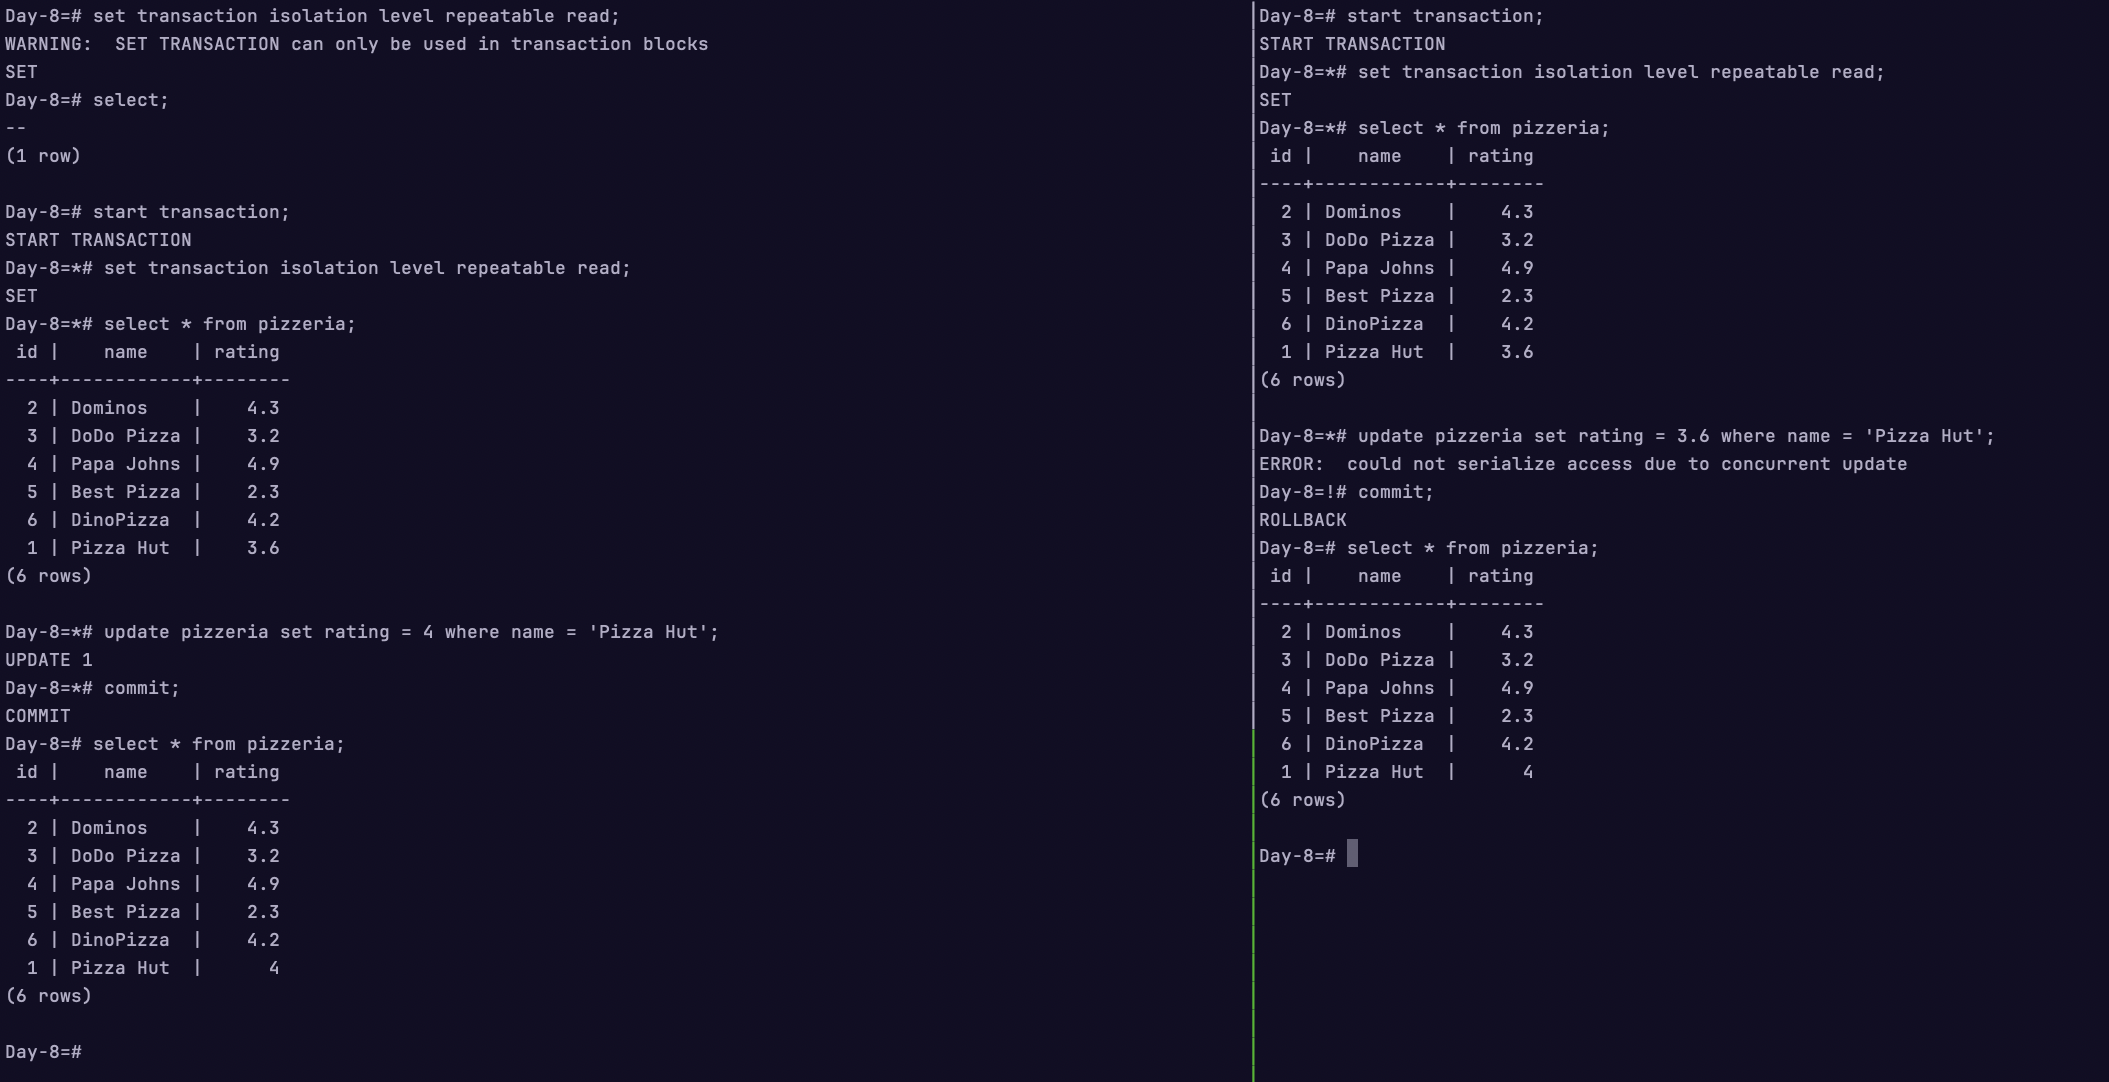 Day-8=# set transaction isolation level repeatable read;
WARNING:  SET TRANSACTION can only be used in transaction blocks
SET
Day-8=# select;
--
(1 row)

Day-8=# start transaction;
START TRANSACTION
Day-8=*# set transaction isolation level repeatable read;
SET
Day-8=*# select * from pizzeria;
 id |    name    | rating
----+------------+--------
  2 | Dominos    |    4.3
  3 | DoDo Pizza |    3.2
  4 | Papa Johns |    4.9
  5 | Best Pizza |    2.3
  6 | DinoPizza  |    4.2
  1 | Pizza Hut  |    3.6
(6 rows)

Day-8=*# update pizzeria set rating = 4 where name = 'Pizza Hut';
UPDATE 1
Day-8=*# commit;
COMMIT
Day-8=# select * from pizzeria;
 id |    name    | rating
----+------------+--------
  2 | Dominos    |    4.3
  3 | DoDo Pizza |    3.2
  4 | Papa Johns |    4.9
  5 | Best Pizza |    2.3
  6 | DinoPizza  |    4.2
  1 | Pizza Hut  |      4
(6 rows)

Day-8=#
Day-8=# start transaction;
START TRANSACTION
Day-8=*# set transaction isolation level repeatable read;
SET
Day-8=*# select * from pizzeria;
 id |    name    | rating
----+------------+--------
  2 | Dominos    |    4.3
  3 | DoDo Pizza |    3.2
  4 | Papa Johns |    4.9
  5 | Best Pizza |    2.3
  6 | DinoPizza  |    4.2
  1 | Pizza Hut  |    3.6
(6 rows)

Day-8=*# update pizzeria set rating = 3.6 where name = 'Pizza Hut';
ERROR:  could not serialize access due to concurrent update
Day-8=!# commit;
ROLLBACK
Day-8=# select * from pizzeria;
 id |    name    | rating
----+------------+--------
  2 | Dominos    |    4.3
  3 | DoDo Pizza |    3.2
  4 | Papa Johns |    4.9
  5 | Best Pizza |    2.3
  6 | DinoPizza  |    4.2
  1 | Pizza Hut  |      4
(6 rows)

Day-8=#